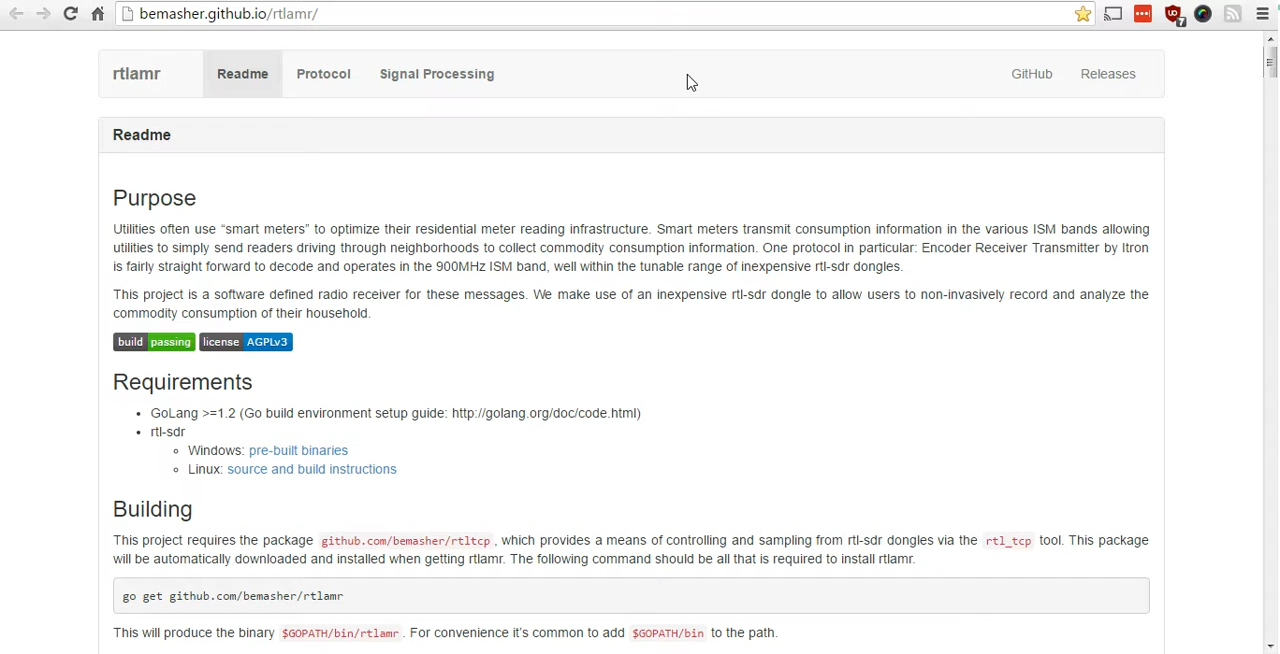 bemasher.github.io/rtlamr/
7
rtlamr Readme Protocol Signal Processing GitHub Releases
Readme
Purpose
Utilities often use “smart meters” to optimize their residential meter reading infrastructure. Smart meters transmit consumption information in the various ISM bands allowing
utilities to simply send readers driving through neighborhoods to collect commodity consumption information. One protocol in particular: Encoder Receiver Transmitter by Itron
is fairly straight forward to decode and operates in the 900MHz ISM band, well within the tunable range of inexpensive rtl-sdr dongles.
This project is a software defined radio receiver for these messages. We make use of an inexpensive rtl-sdr dongle to allow users to non-invasively record and analyze the
commodity consumption of their household.
build passing license AGPLv3
Requirements
• GoLang >=1.2 (Go build environment setup guide: http://golang.org/doc/code.html)
• rtl-sdr
◦ Windows: pre-built binaries
◦ Linux: source and build instructions
Building
This project requires the package github.com/bemasher/rtltcp, which provides a means of controlling and sampling from rtl-sdr dongles via the rtl_tcp tool. This package
will be automatically downloaded and installed when getting rtlamr. The following command should be all that is required to install rtlamr.
go get github.com/bemasher/rtlamr
This will produce the binary $GOPATH/bin/rtlamr. For convenience it’s common to add $GOPATH/bin to the path.